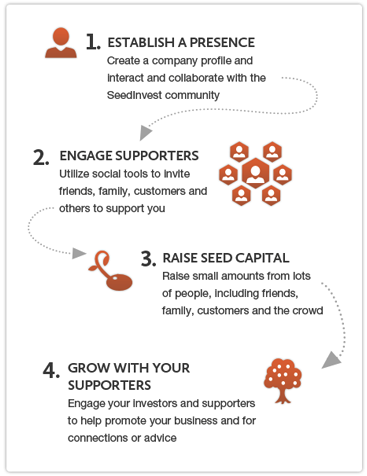 1. ESTABLISH A PRESENCE
Create a company profile and
interact and collaborate with the
SeedInvest community
2. ENGAGE SUPPORTERS
Utilize social tools to invite
friends, family, customers and
others to support you
3. RAISE SEED CAPITAL
Raise small amounts from lots
of people, including friends,
family, customers and the crowd
4. GROW WITH YOUR
SUPPORTERS
Engage your investors and supporters
to help promote your business and for
connections or advice